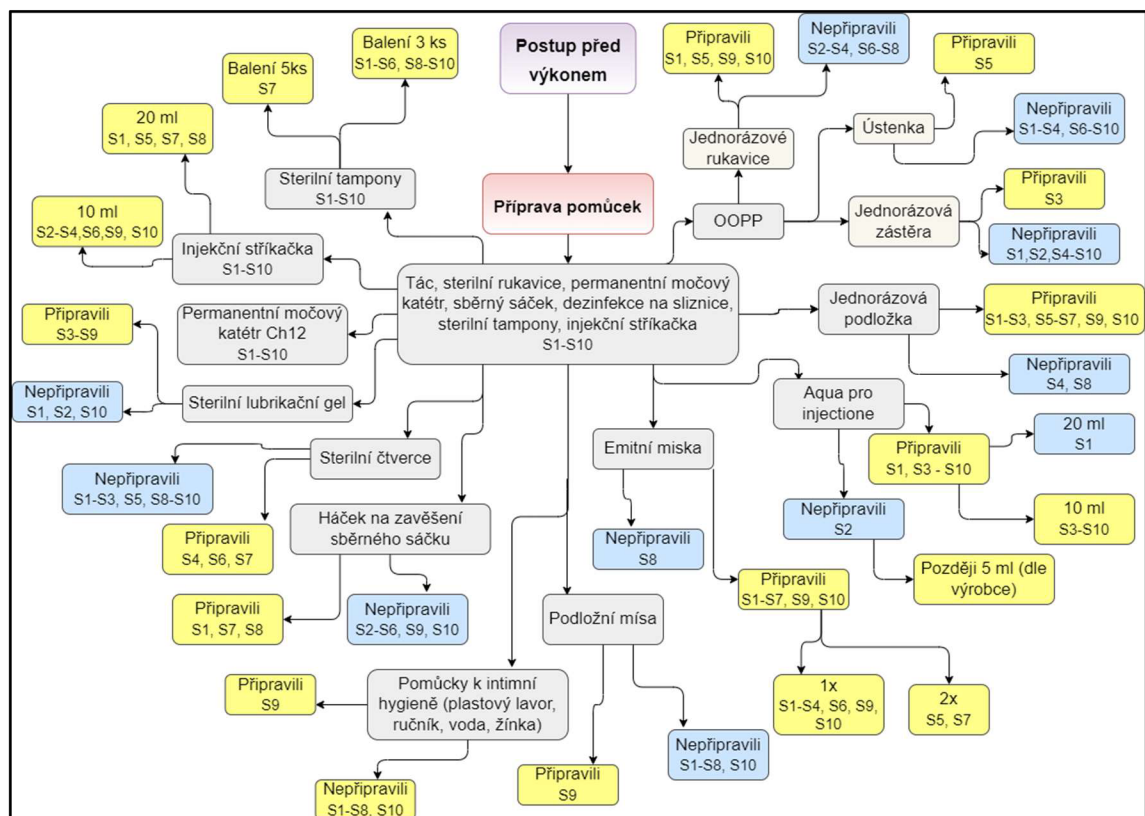 Postup před
výkonem
Příprava pomůcek
Tác, sterilní rukavice, permanentní močový
katétr, sběrný sáček, dezinfekce na sliznice,
sterilní tampony, injekční stříkačka
S1-S10
Balení 3 ks
S1-S6, S8-S10
Balení 5ks
S7
Sterilní tampony
S1-S10
20 ml
S1, S5, S7, S8
10 ml
S2-S4,S6,S9, S10
Injekční stříkačka
S1-S10
Permanentní močový
katétr Ch12
S1-S10
Připravili
S3-S9
Nepřipravili
S1, S2, S10
Sterilní lubrikační gel
Sterilní čtverce
Nepřipravili
S1-S3, S5, S8-S10
Připravili
S4, S6, S7
Háček na zavěšení
sběrného sáčku
Připravili
S1, S7, S8
Nepřipravili
S2-S6, S9, S10
Pomůcky k intimní
hygieně (plastový lavor,
ručník, voda, žínka)
Připravili
S9
Nepřipravili
S1-S8, S10
Podložní mísa
Připravili
S9
Nepřipravili
S1-S8, S10
Emitní miska
Nepřipravili
S8
Připravili
S1-S7, S9, S10
1x
S1-S4, S6, S9,
S10
2x
S5, S7
Aqua pro
injectione
Nepřipravili
S2
Později 5 ml (dle
výrobce)
Připravili
S1, S3 - S10
20 ml
S1
10 ml
S3-S10
Jednorázová
podložka
Připravili
S1-S3, S5-S7, S9, S10
Nepřipravili
S4, S8
OOPP
Jednorázové
rukavice
Připravili
S1, S5, S9, S10
Nepřipravili
S2-S4, S6-S8
Ústenka
Připravili
S5
Nepřipravili
S1-S4, S6-S10
Jednorázová
zástěra
Připravili
S3
Nepřipravili
S1,S2,S4-S10